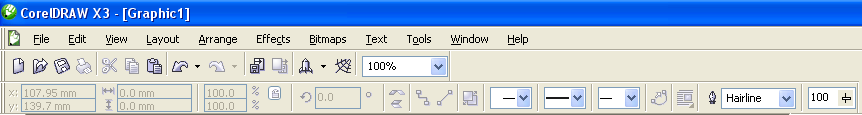 CorelDRAW X3 - [Graphic1]
File Edit View Layout Arrange Effects Bitmaps Text Tools Window Help
100%
x: 107.95 mm 0.0 mm 100.0 % 0.0 ° Hairline 100
y: 139.7 mm 0.0 mm 100.0 %